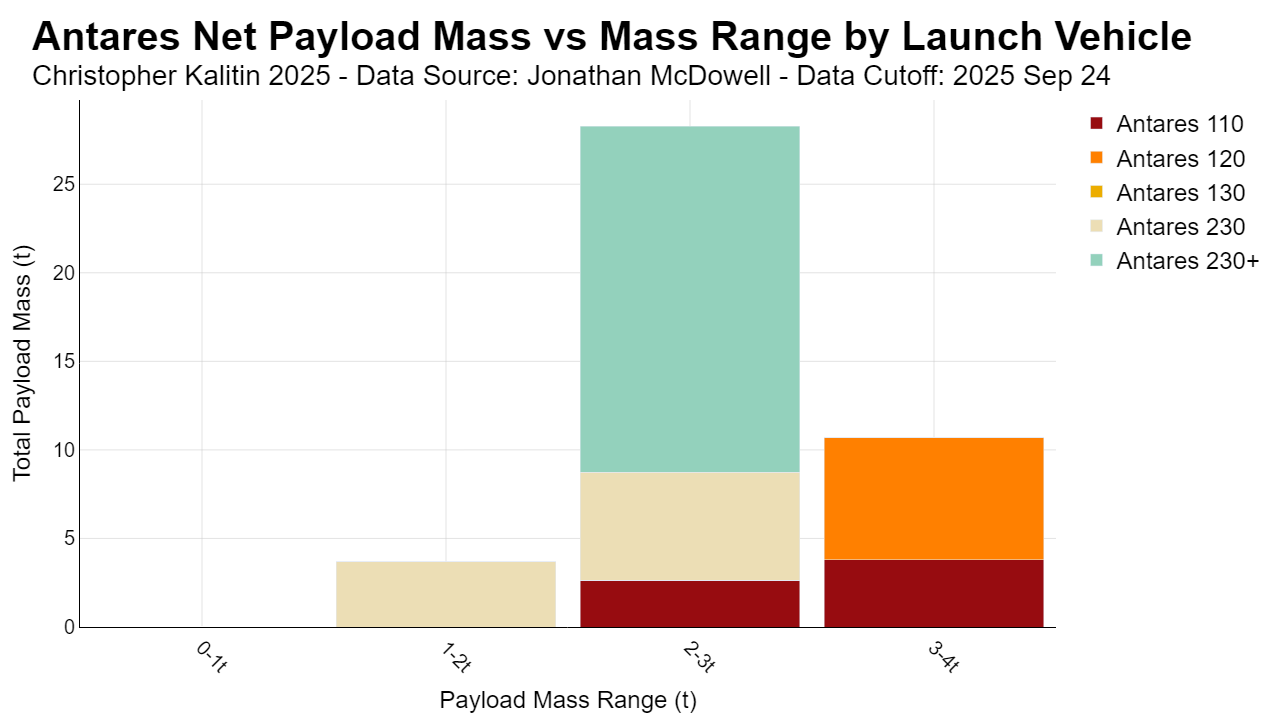 Antares Net Payload Mass vs Mass Range by Launch Vehicle
Christopher Kalitin 2025 - Data Source: Jonathan McDowell - Data Cutoff: 2025 Sep 24
Antares 110
Antares 120
Antares 130
Antares 230
Antares 230+
Total Payload Mass (t)
25
20
15
10
5
0
0-1t
1-2t
2-3t
3-4t
Payload Mass Range (t)